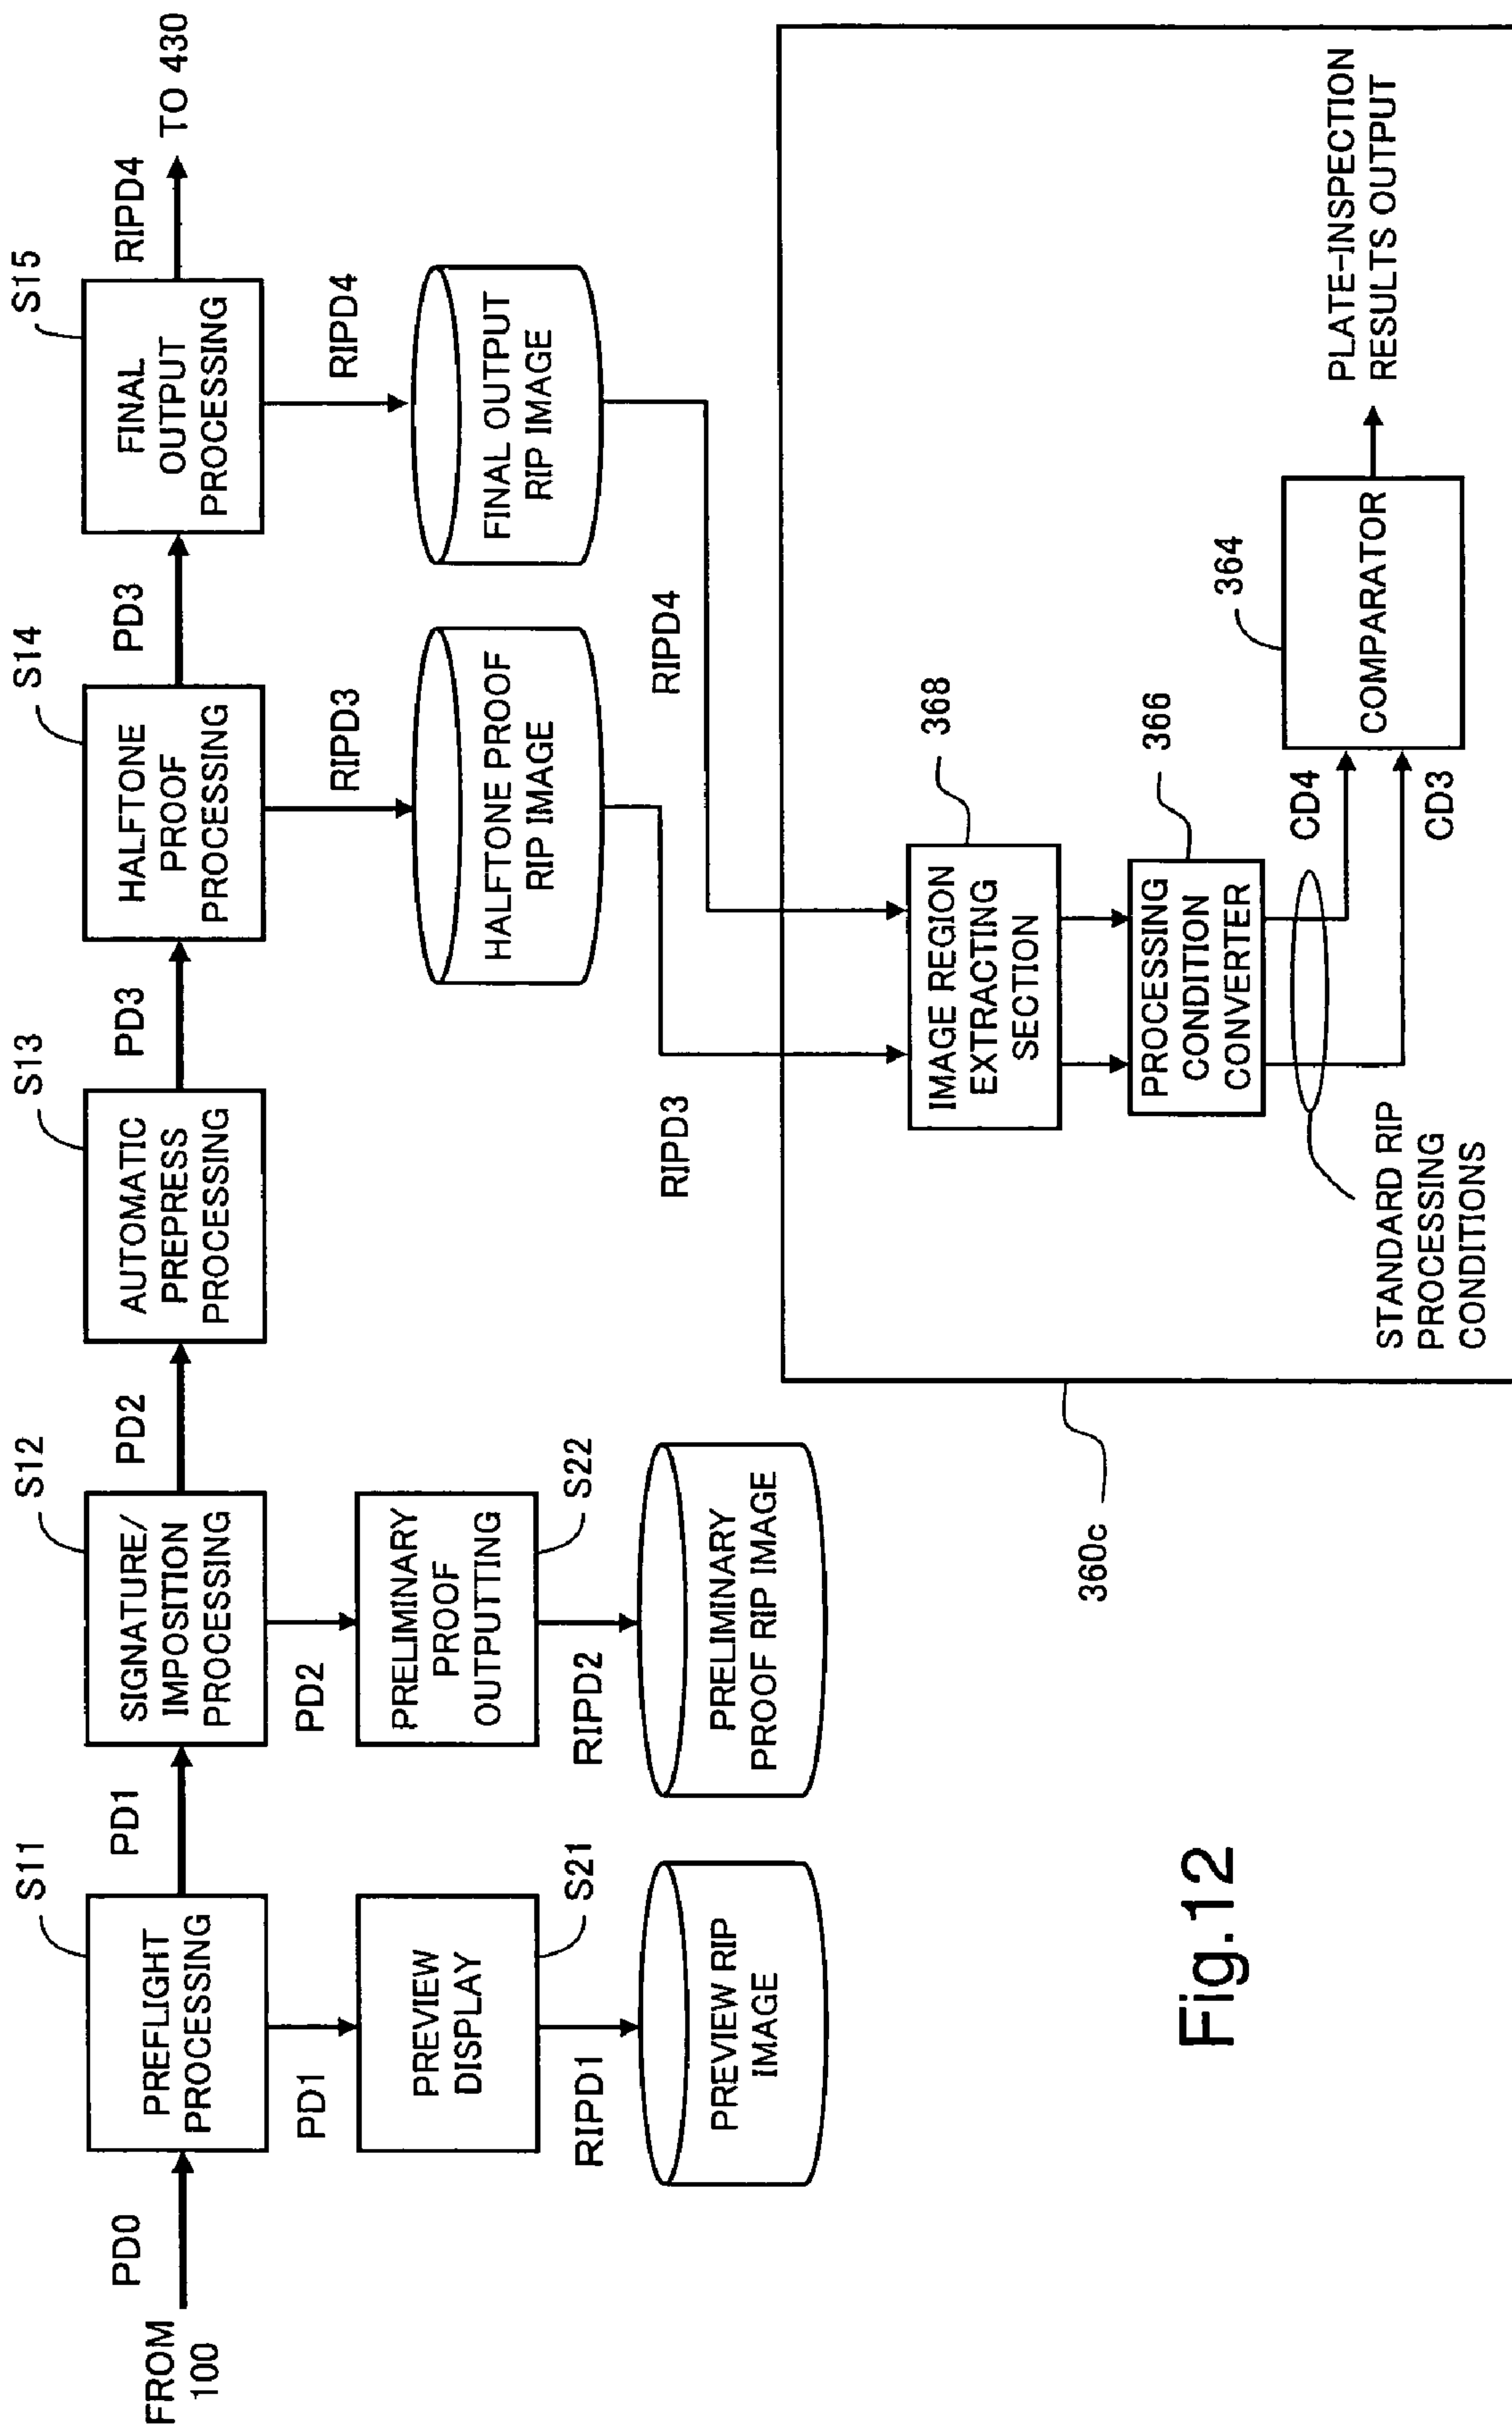 FROM
100
PD0
S11
PREFLIGHT
PROCESSING
PD1
S12
SIGNATURE/
IMPOSITION
PROCESSING
PD2
S13
AUTOMATIC
PREPRESS
PROCESSING
PD3
S14
HALFTONE
PROOF
PROCESSING
PD3
S15
FINAL
OUTPUT
PROCESSING
RIPD4
TO 430
PD1
PREVIEW
DISPLAY
S21
RIPD1
PREVIEW RIP
IMAGE
PD2
PRELIMINARY
PROOF
OUTPUTTING
S22
RIPD2
PRELIMINARY
PROOF RIP IMAGE
RIPD3
HALFTONE PROOF
RIP IMAGE
RIPD4
FINAL OUTPUT
RIP IMAGE
RIPD3
RIPD4
360c
IMAGE REGION
EXTRACTING
SECTION
368
PROCESSING
CONDITION
CONVERTER
366
STANDARD RIP
PROCESSING
CONDITIONS
CD4
CD3
COMPARATOR
364
PLATE-INSPECTION
RESULTS OUTPUT
Fig.12